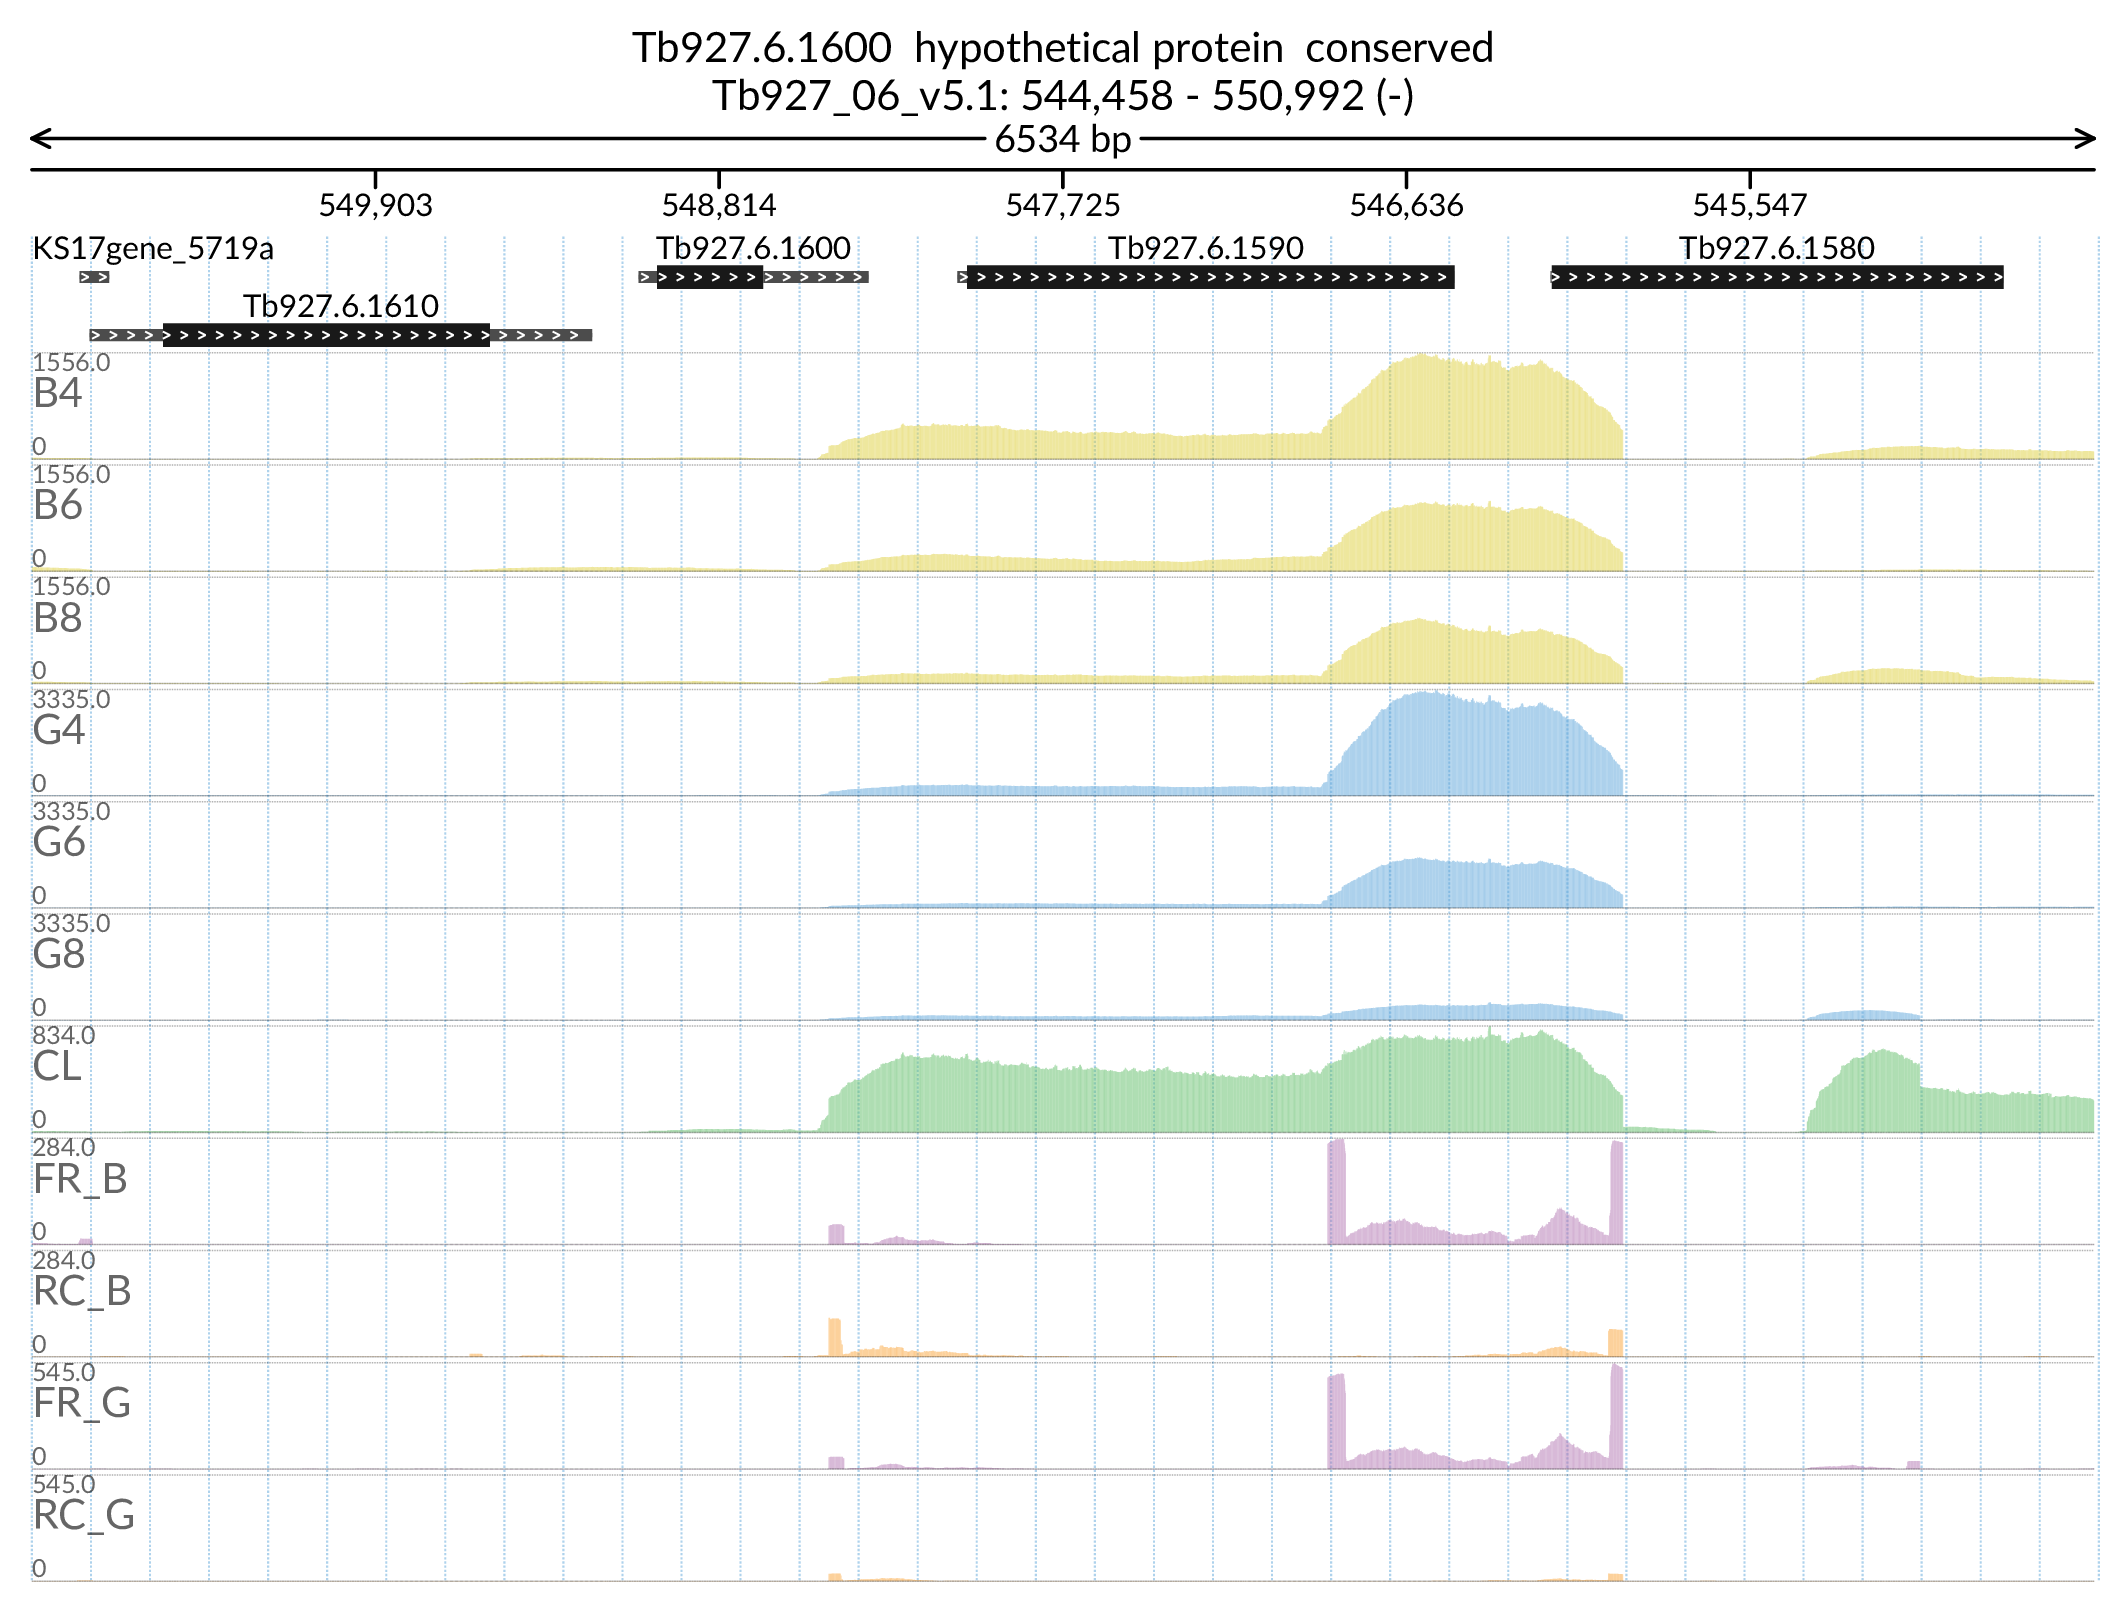 Tb927.6.1600 hypothetical protein conserved
Tb927_06_v5.1: 544,458 - 550,992 (-)
6534 bp
549,903 548,814 547,725 546,636 545,547
KS17gene_5719a Tb927.6.1600 Tb927.6.1590 Tb927.6.1580
Tb927.6.1610
1556.0
B4
0
1556.0
B6
0
1556.0
B8
0
3335.0
G4
0
3335.0
G6
0
3335.0
G8
0
834.0
CL
0
284.0
FR_B
0
284.0
RC_B
0
545.0
FR_G
0
545.0
RC_G
0